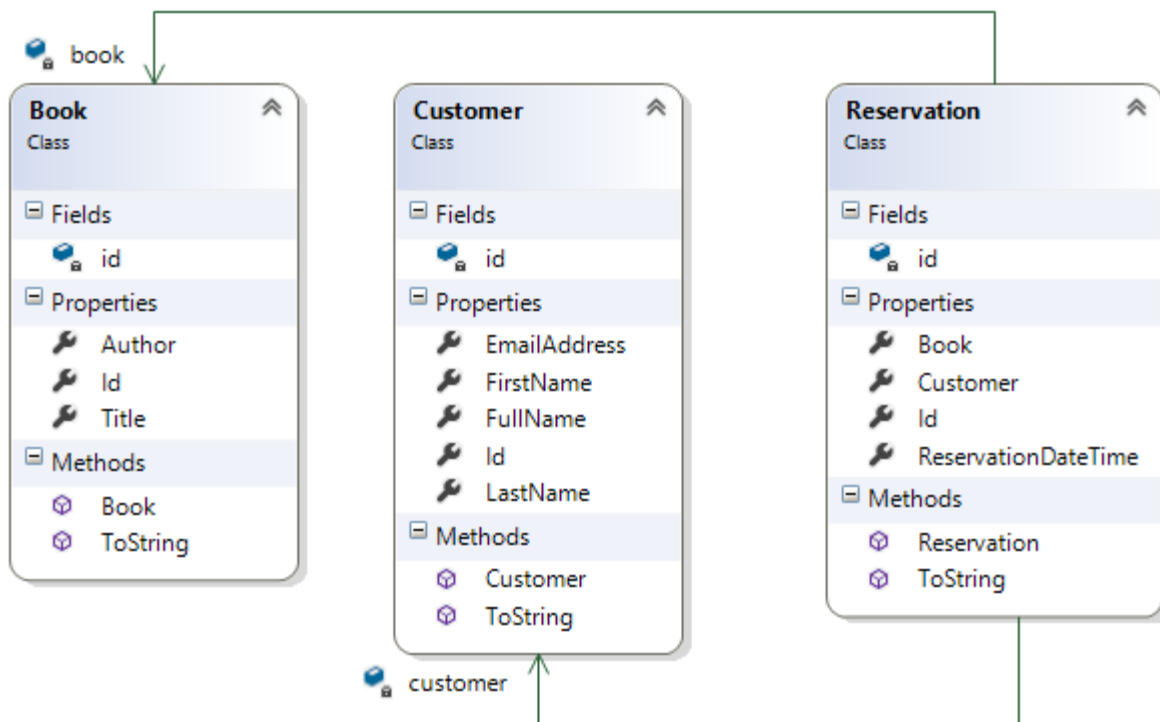 book
Book
Class
Fields
id
Properties
Author
Id
Title
Methods
Book
ToString
Customer
Class
Fields
id
Properties
EmailAddress
FirstName
FullName
Id
LastName
Methods
Customer
ToString
customer
Reservation
Class
Fields
id
Properties
Book
Customer
Id
ReservationDateTime
Methods
Reservation
ToString